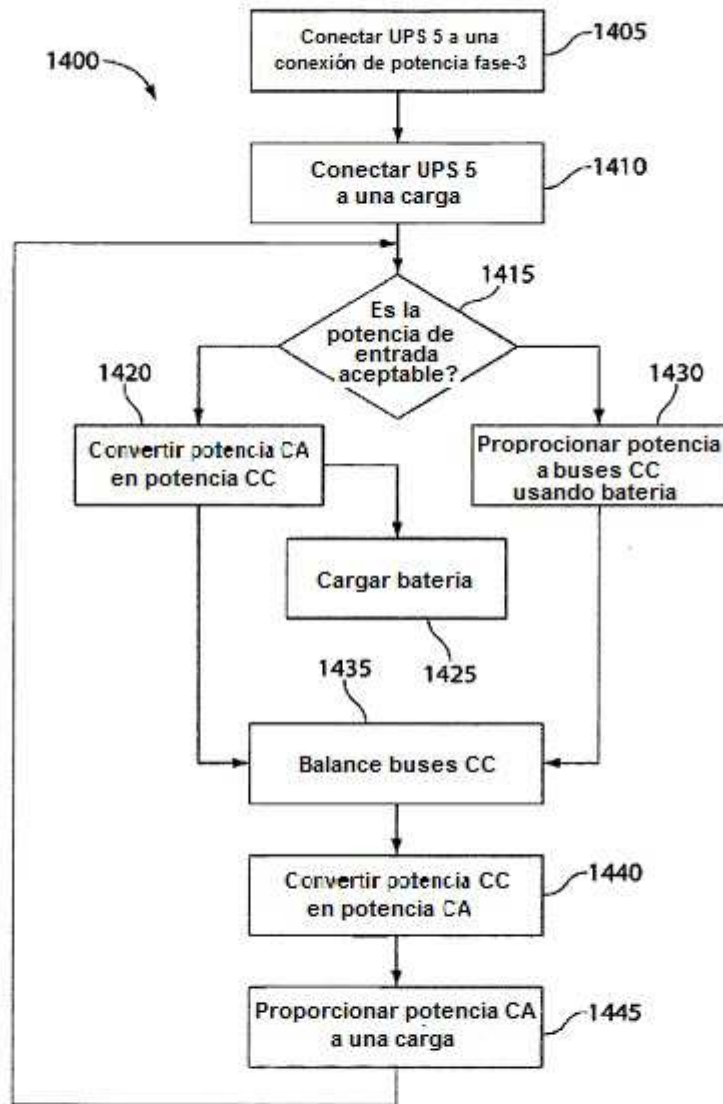 1400
Conectar UPS 5 a una
conexión de potencia fase-3
1405
Conectar UPS 5
a una carga
1410
1415
Es la
potencia de
entrada
aceptable?
1420
Convertir potencia CA
en potencia CC
1430
Proprocionar potencia
a buses CC
usando bateria
Cargar bateria
1425
1435
Balance buses CC
Convertir potencia CC
en potencia CA
1440
Proporcionar potencia CA
a una carga
1445